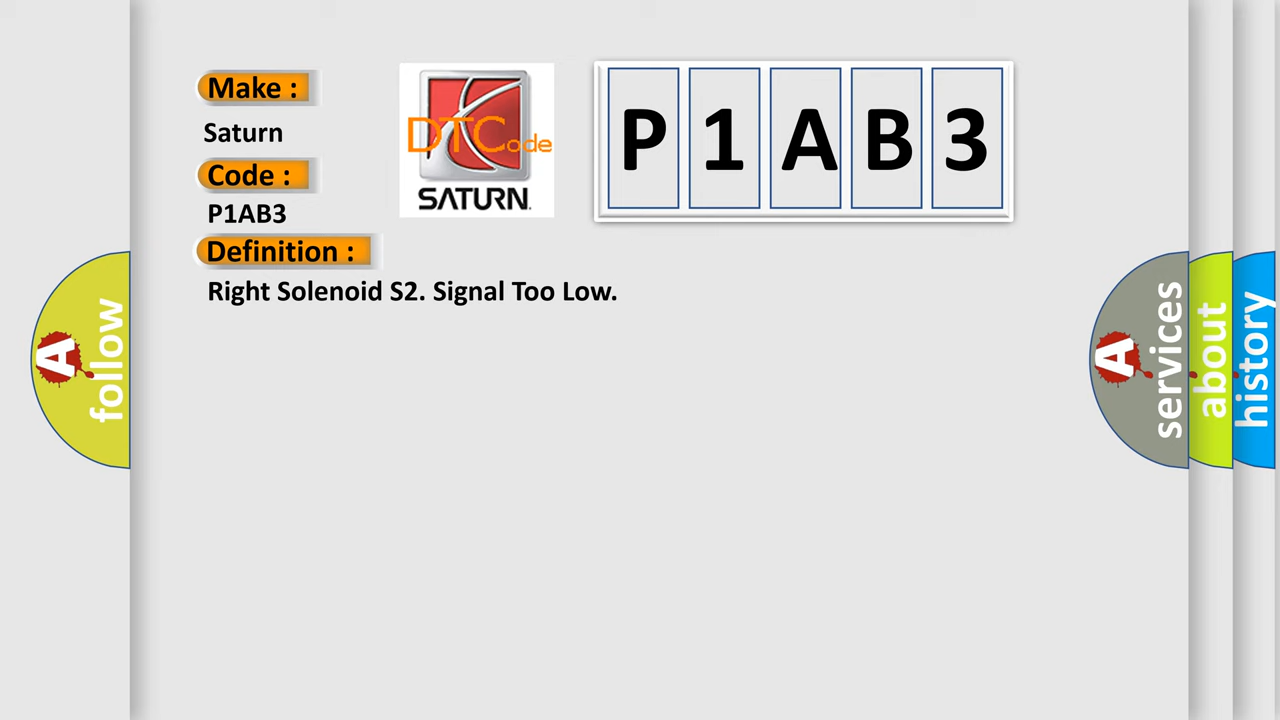 Make :
Saturn
Code :
P1AB3
Definition :
Right Solenoid S2. Signal Too Low.
DTCode
SATURN
P 1 A B 3
A follow
A services
about
history